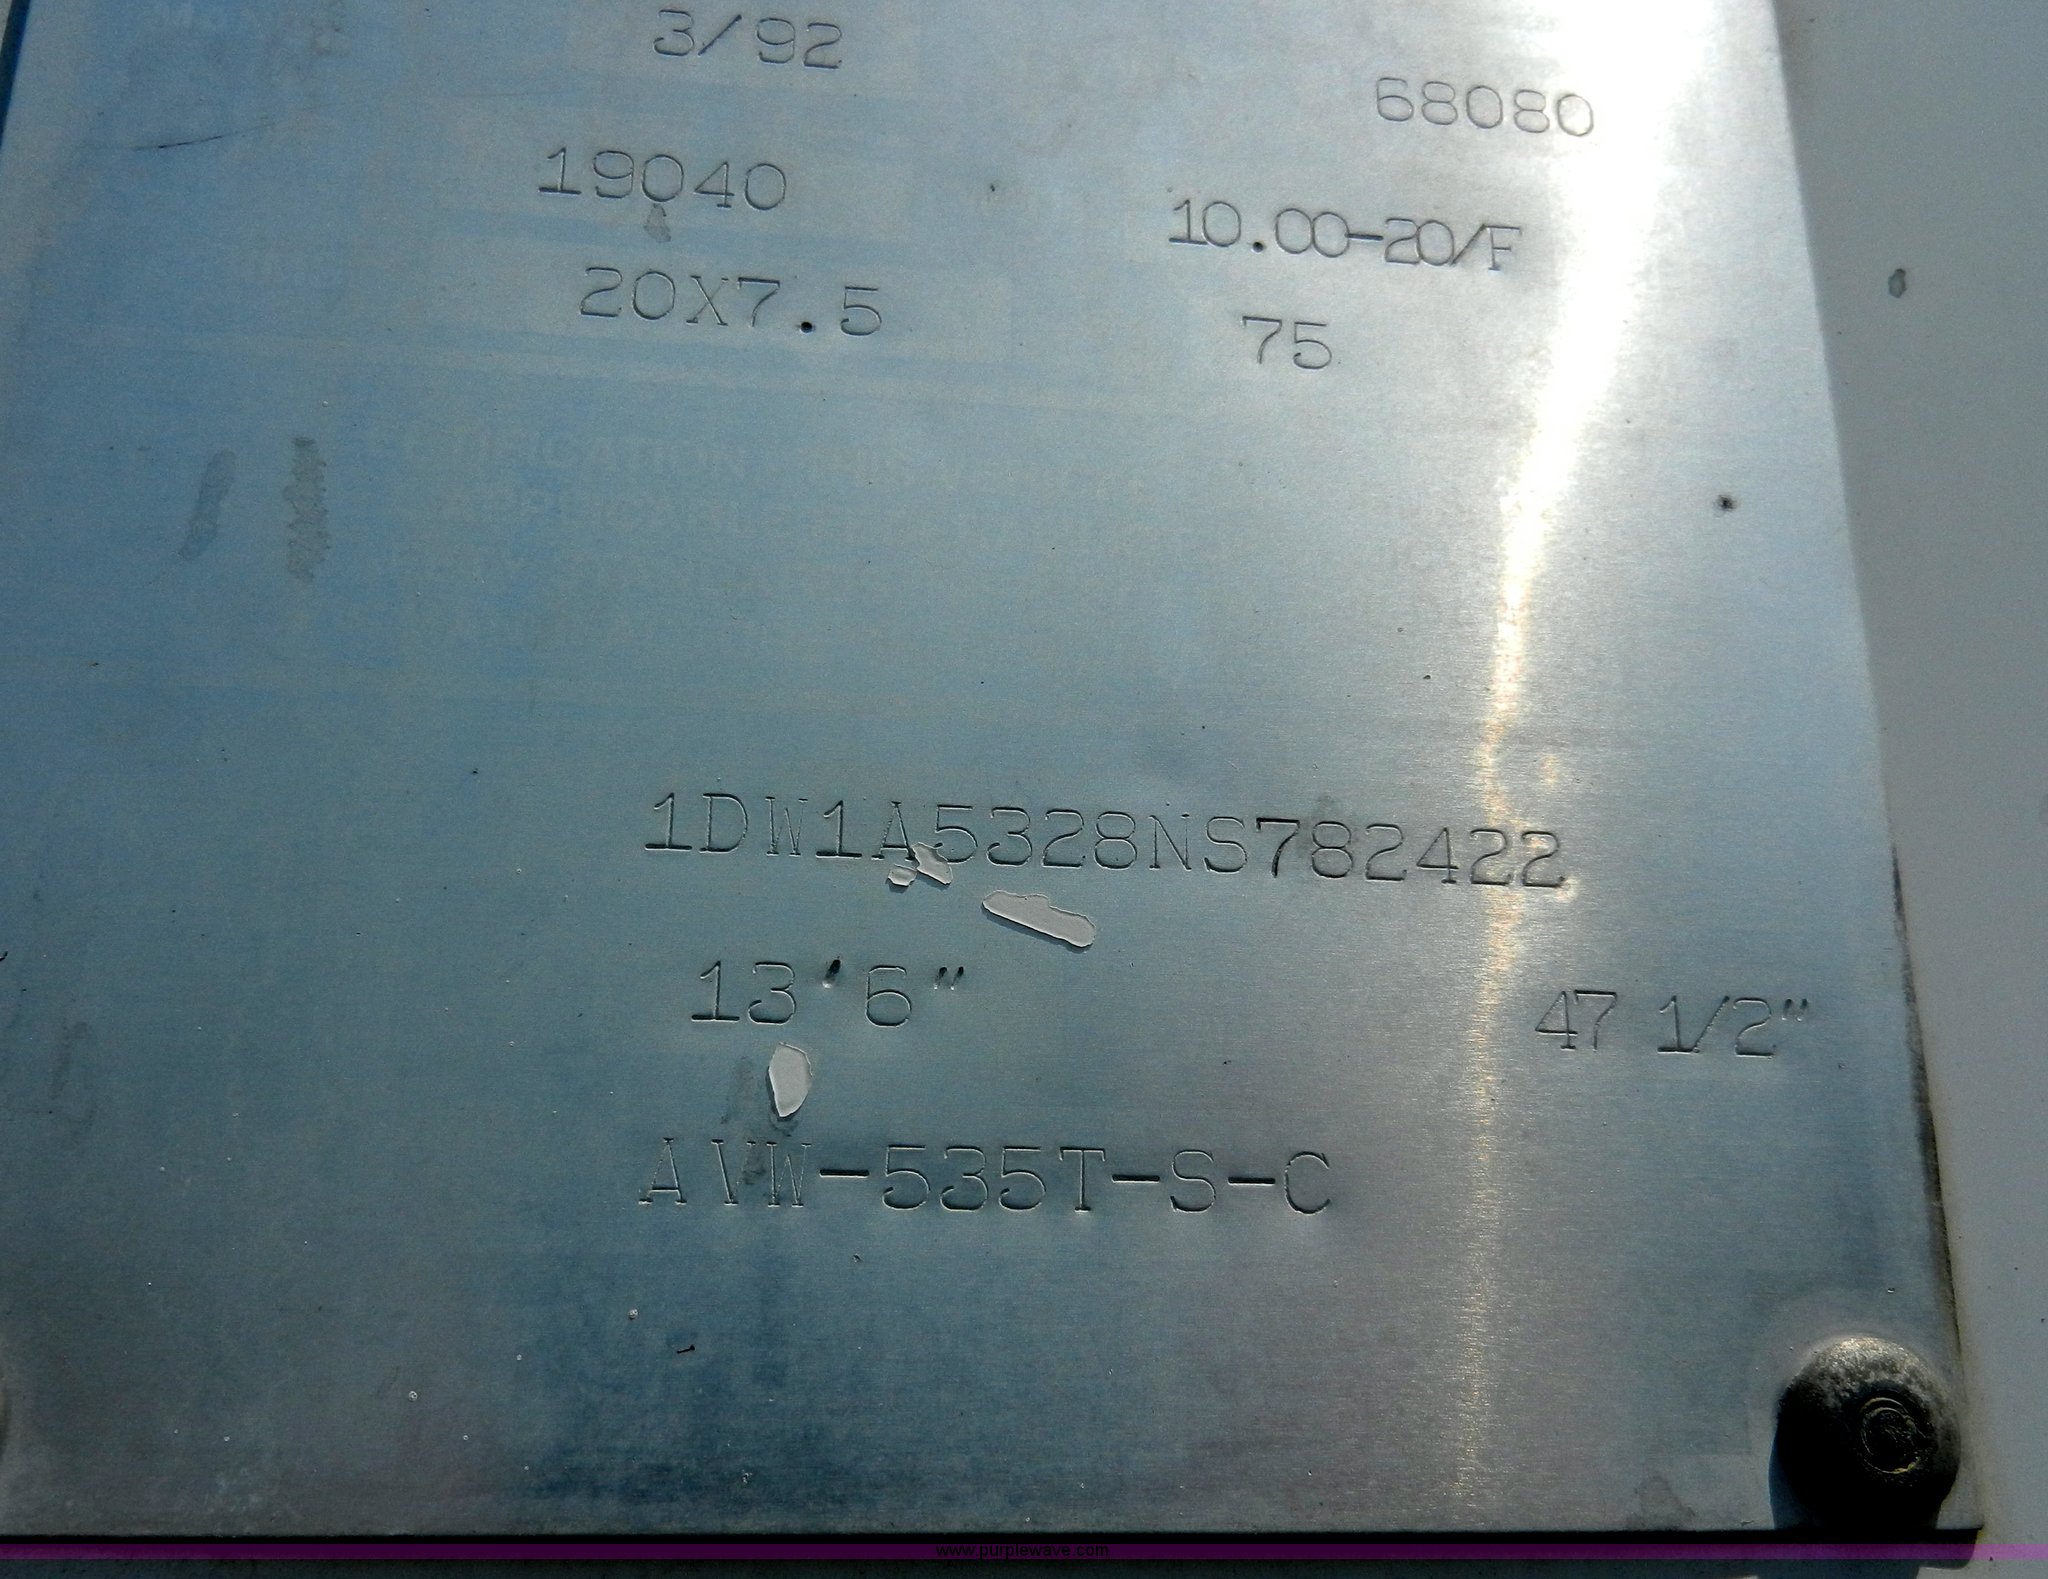 3/92
68080
19040
10.00-20/F
20X7.5
75
1DW1A5328NS782422
13'6"
47 1/2"
AVW-535T-S-C
www.purplewave.com